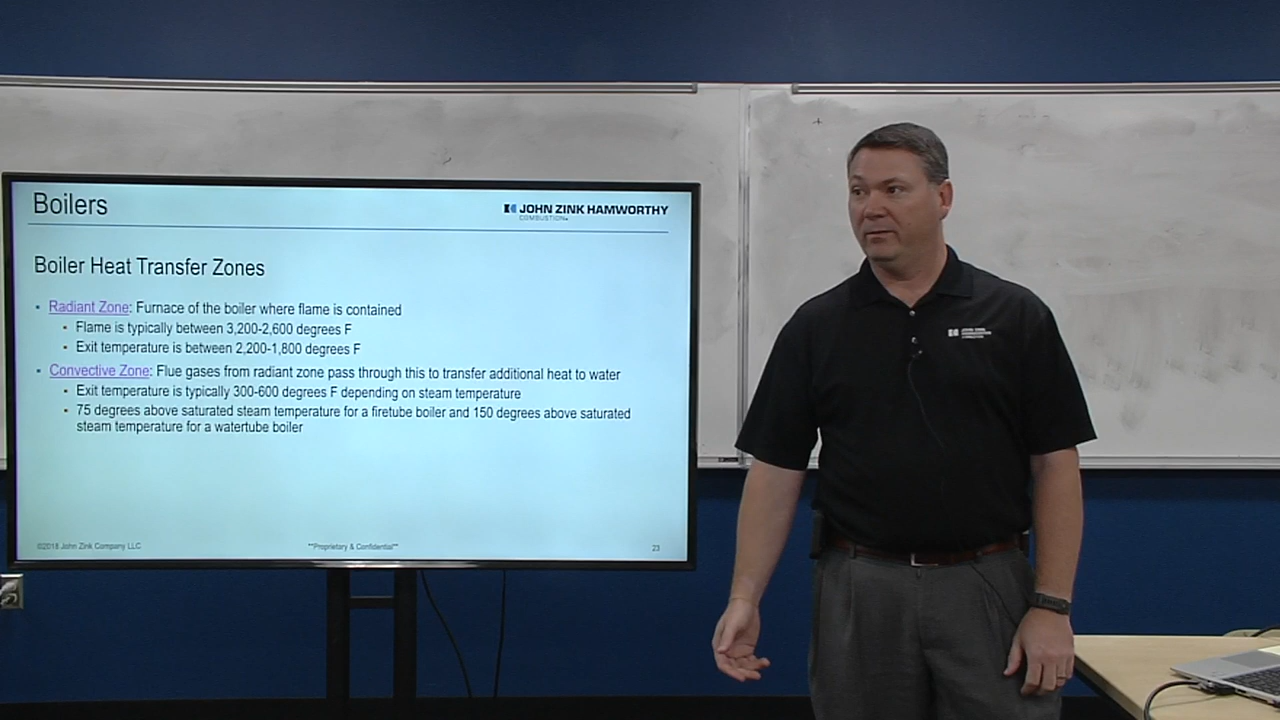 Boilers
JOHN ZINK HAMWORTHY
COMBUSTION
Boiler Heat Transfer Zones
• Radiant Zone: Furnace of the boiler where flame is contained
• Flame is typically between 3,200-2,600 degrees F
• Exit temperature is between 2,200-1,800 degrees F
• Convective Zone: Flue gases from radiant zone pass through this to transfer additional heat to water
• Exit temperature is typically 300-600 degrees F depending on steam temperature
• 75 degrees above saturated steam temperature for a firetube boiler and 150 degrees above saturated
steam temperature for a watertube boiler
©2018 John Zink Company LLC
**Proprietary & Confidential**
23
JOHN ZINK
HAMWORTHY
COMBUSTION